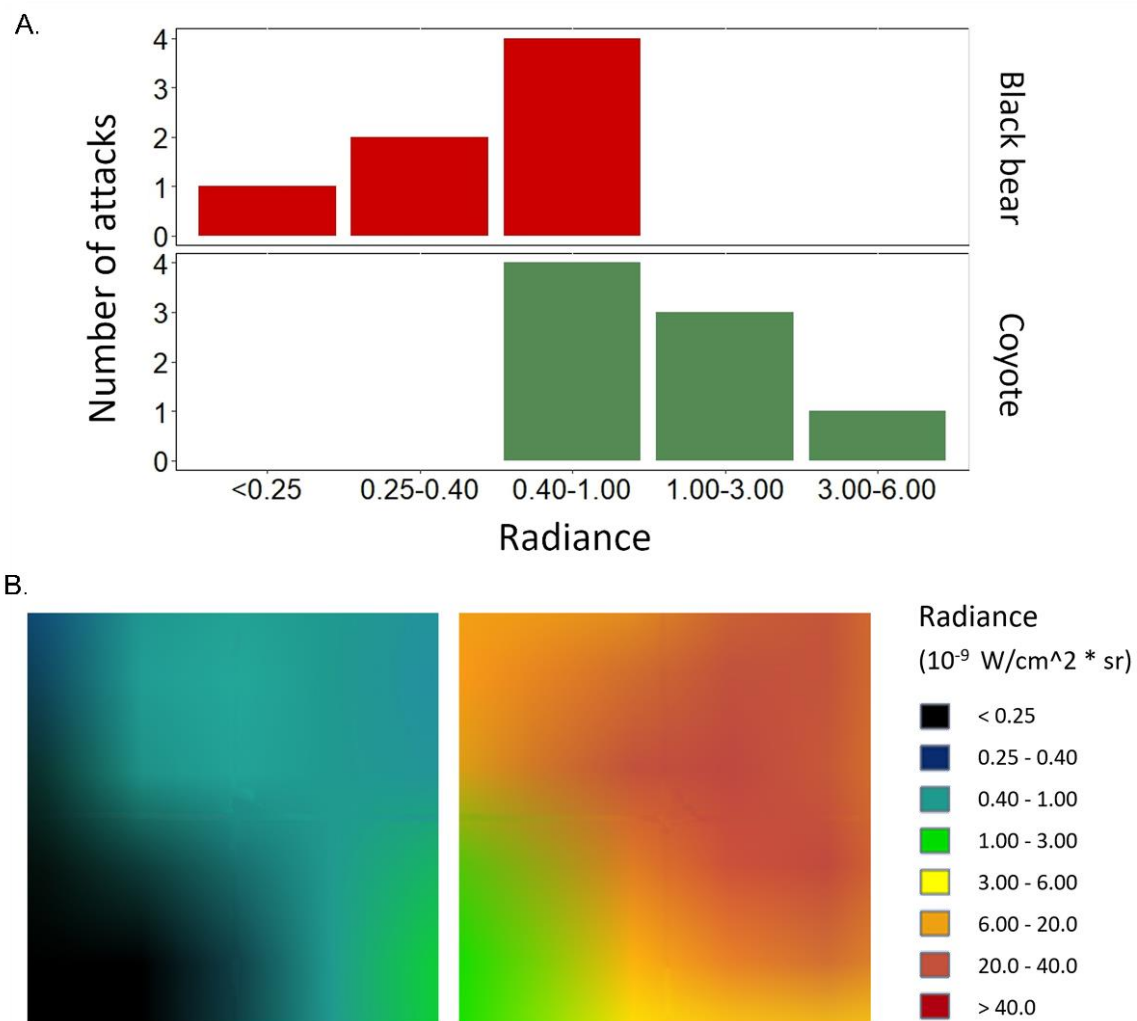 A.
4
3
2
1
0
Black bear
4
3
2
1
0
Coyote
Number of attacks
<0.25 0.25-0.40 0.40-1.00 1.00-3.00 3.00-6.00
Radiance
B.
Radiance
(10⁻⁹ W/cm^2 * sr)
< 0.25
0.25 - 0.40
0.40 - 1.00
1.00 - 3.00
3.00 - 6.00
6.00 - 20.0
20.0 - 40.0
> 40.0